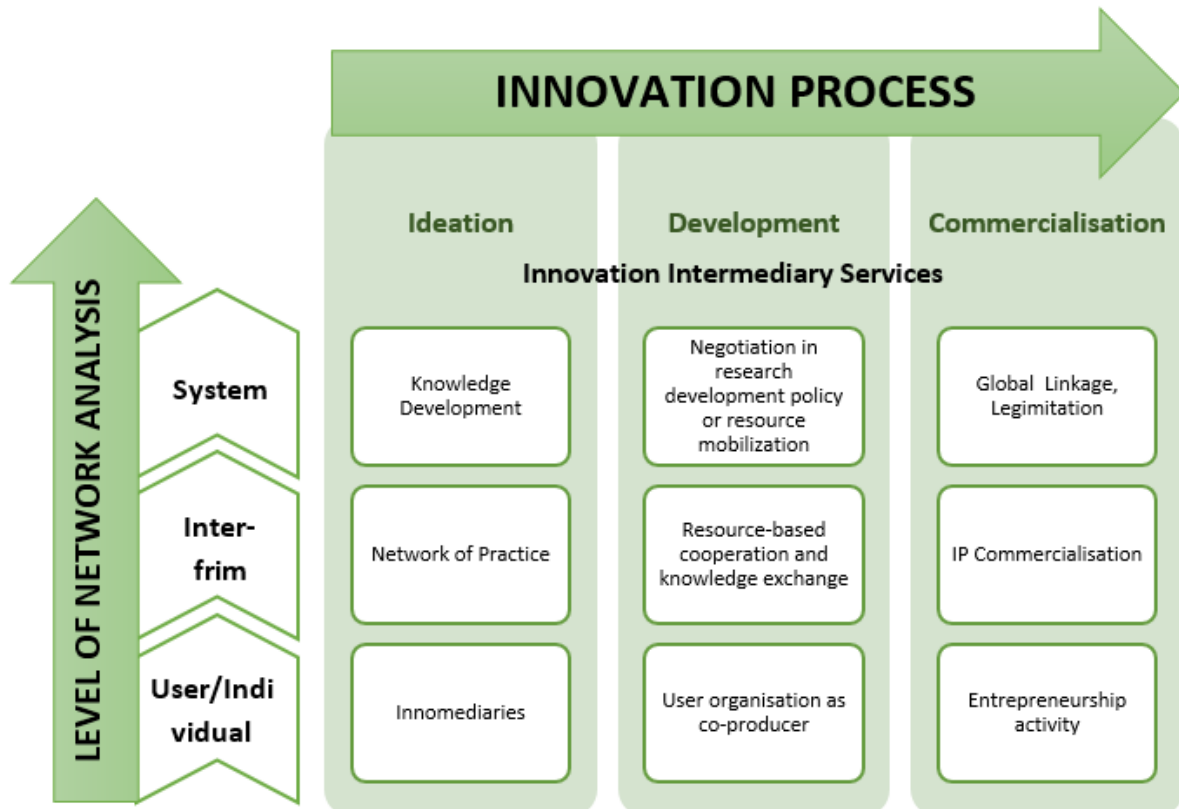 INNOVATION PROCESS
Ideation
Development
Commercialisation
Innovation Intermediary Services
LEVEL OF NETWORK ANALYSIS
System
Knowledge
Development
Negotiation in
research
development policy
or resource
mobilization
Global Linkage,
Legimitation
Inter-
frim
Network of Practice
Resource-based
cooperation and
knowledge exchange
IP Commercialisation
User/Indi
vidual
Innomediaries
User organisation as
co-producer
Entrepreneurship
activity